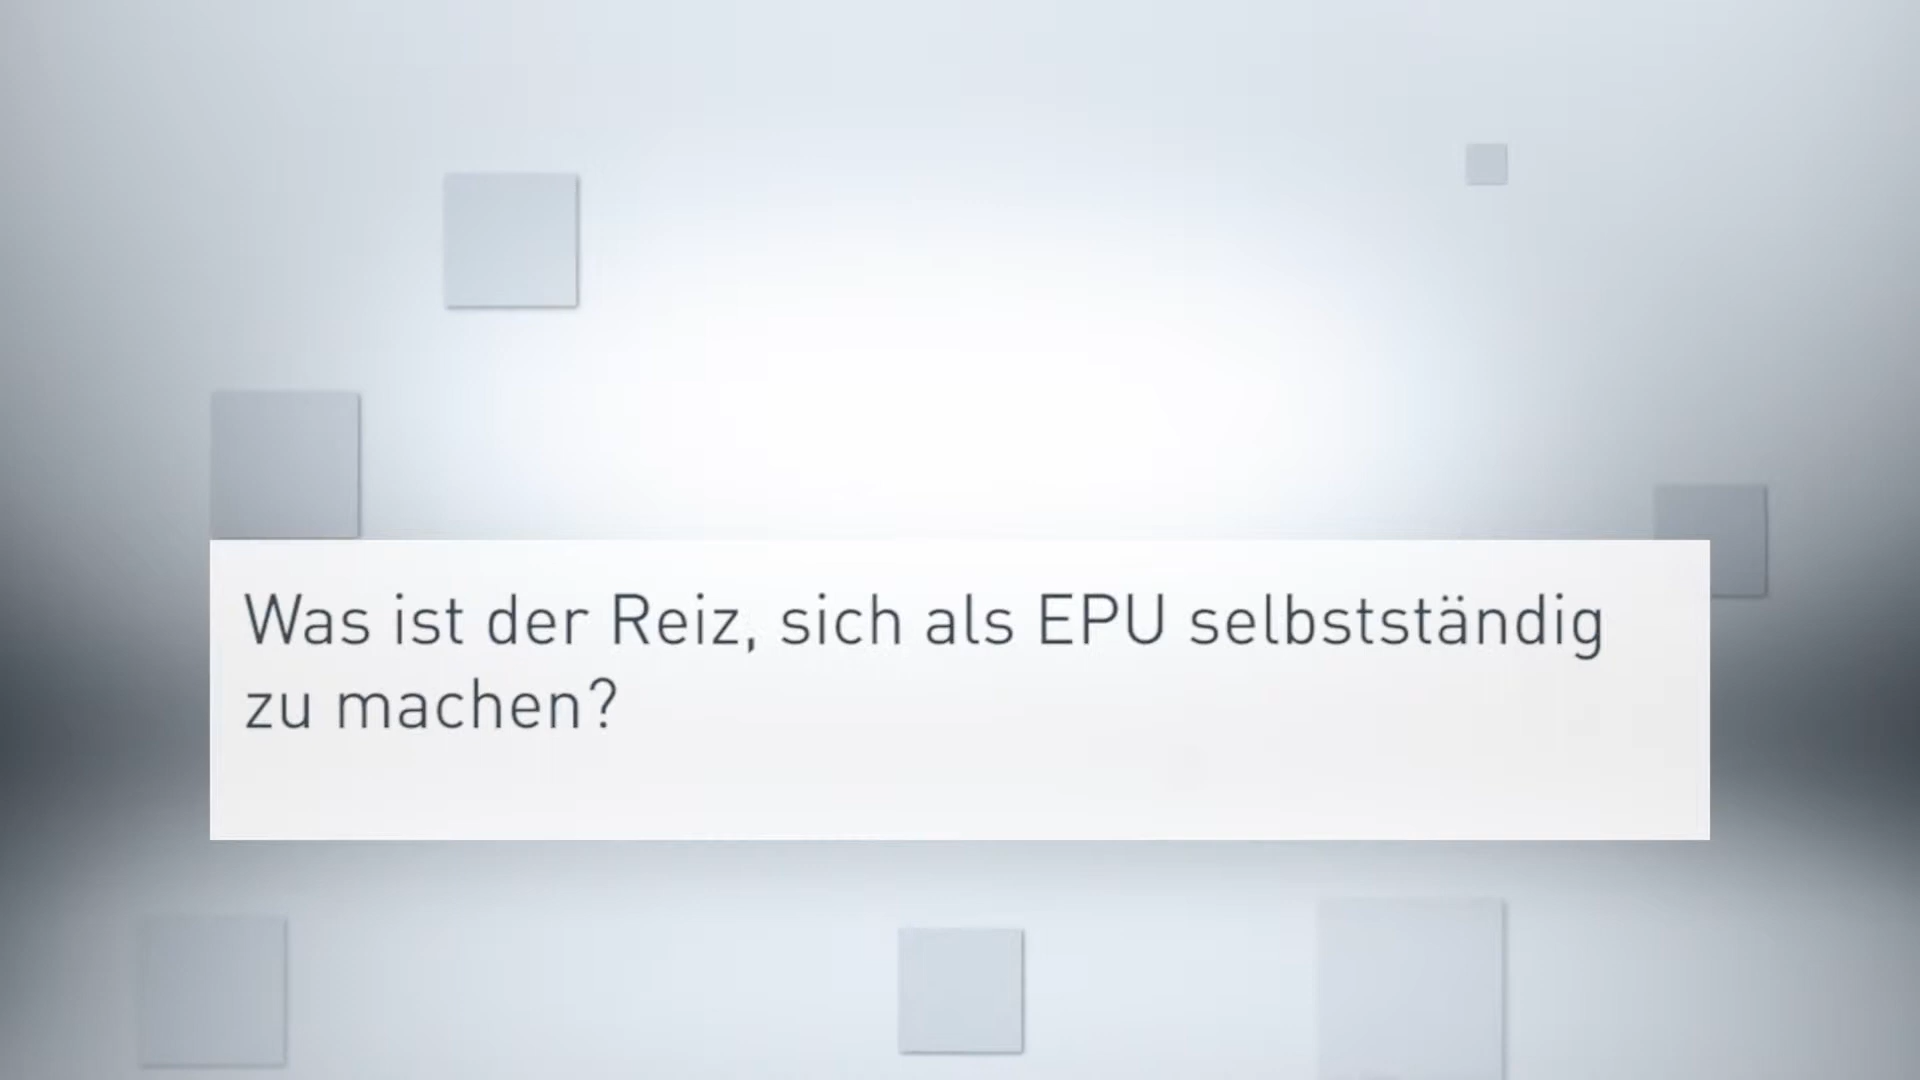 Was ist der Reiz, sich als EPU selbstständig
zu machen?